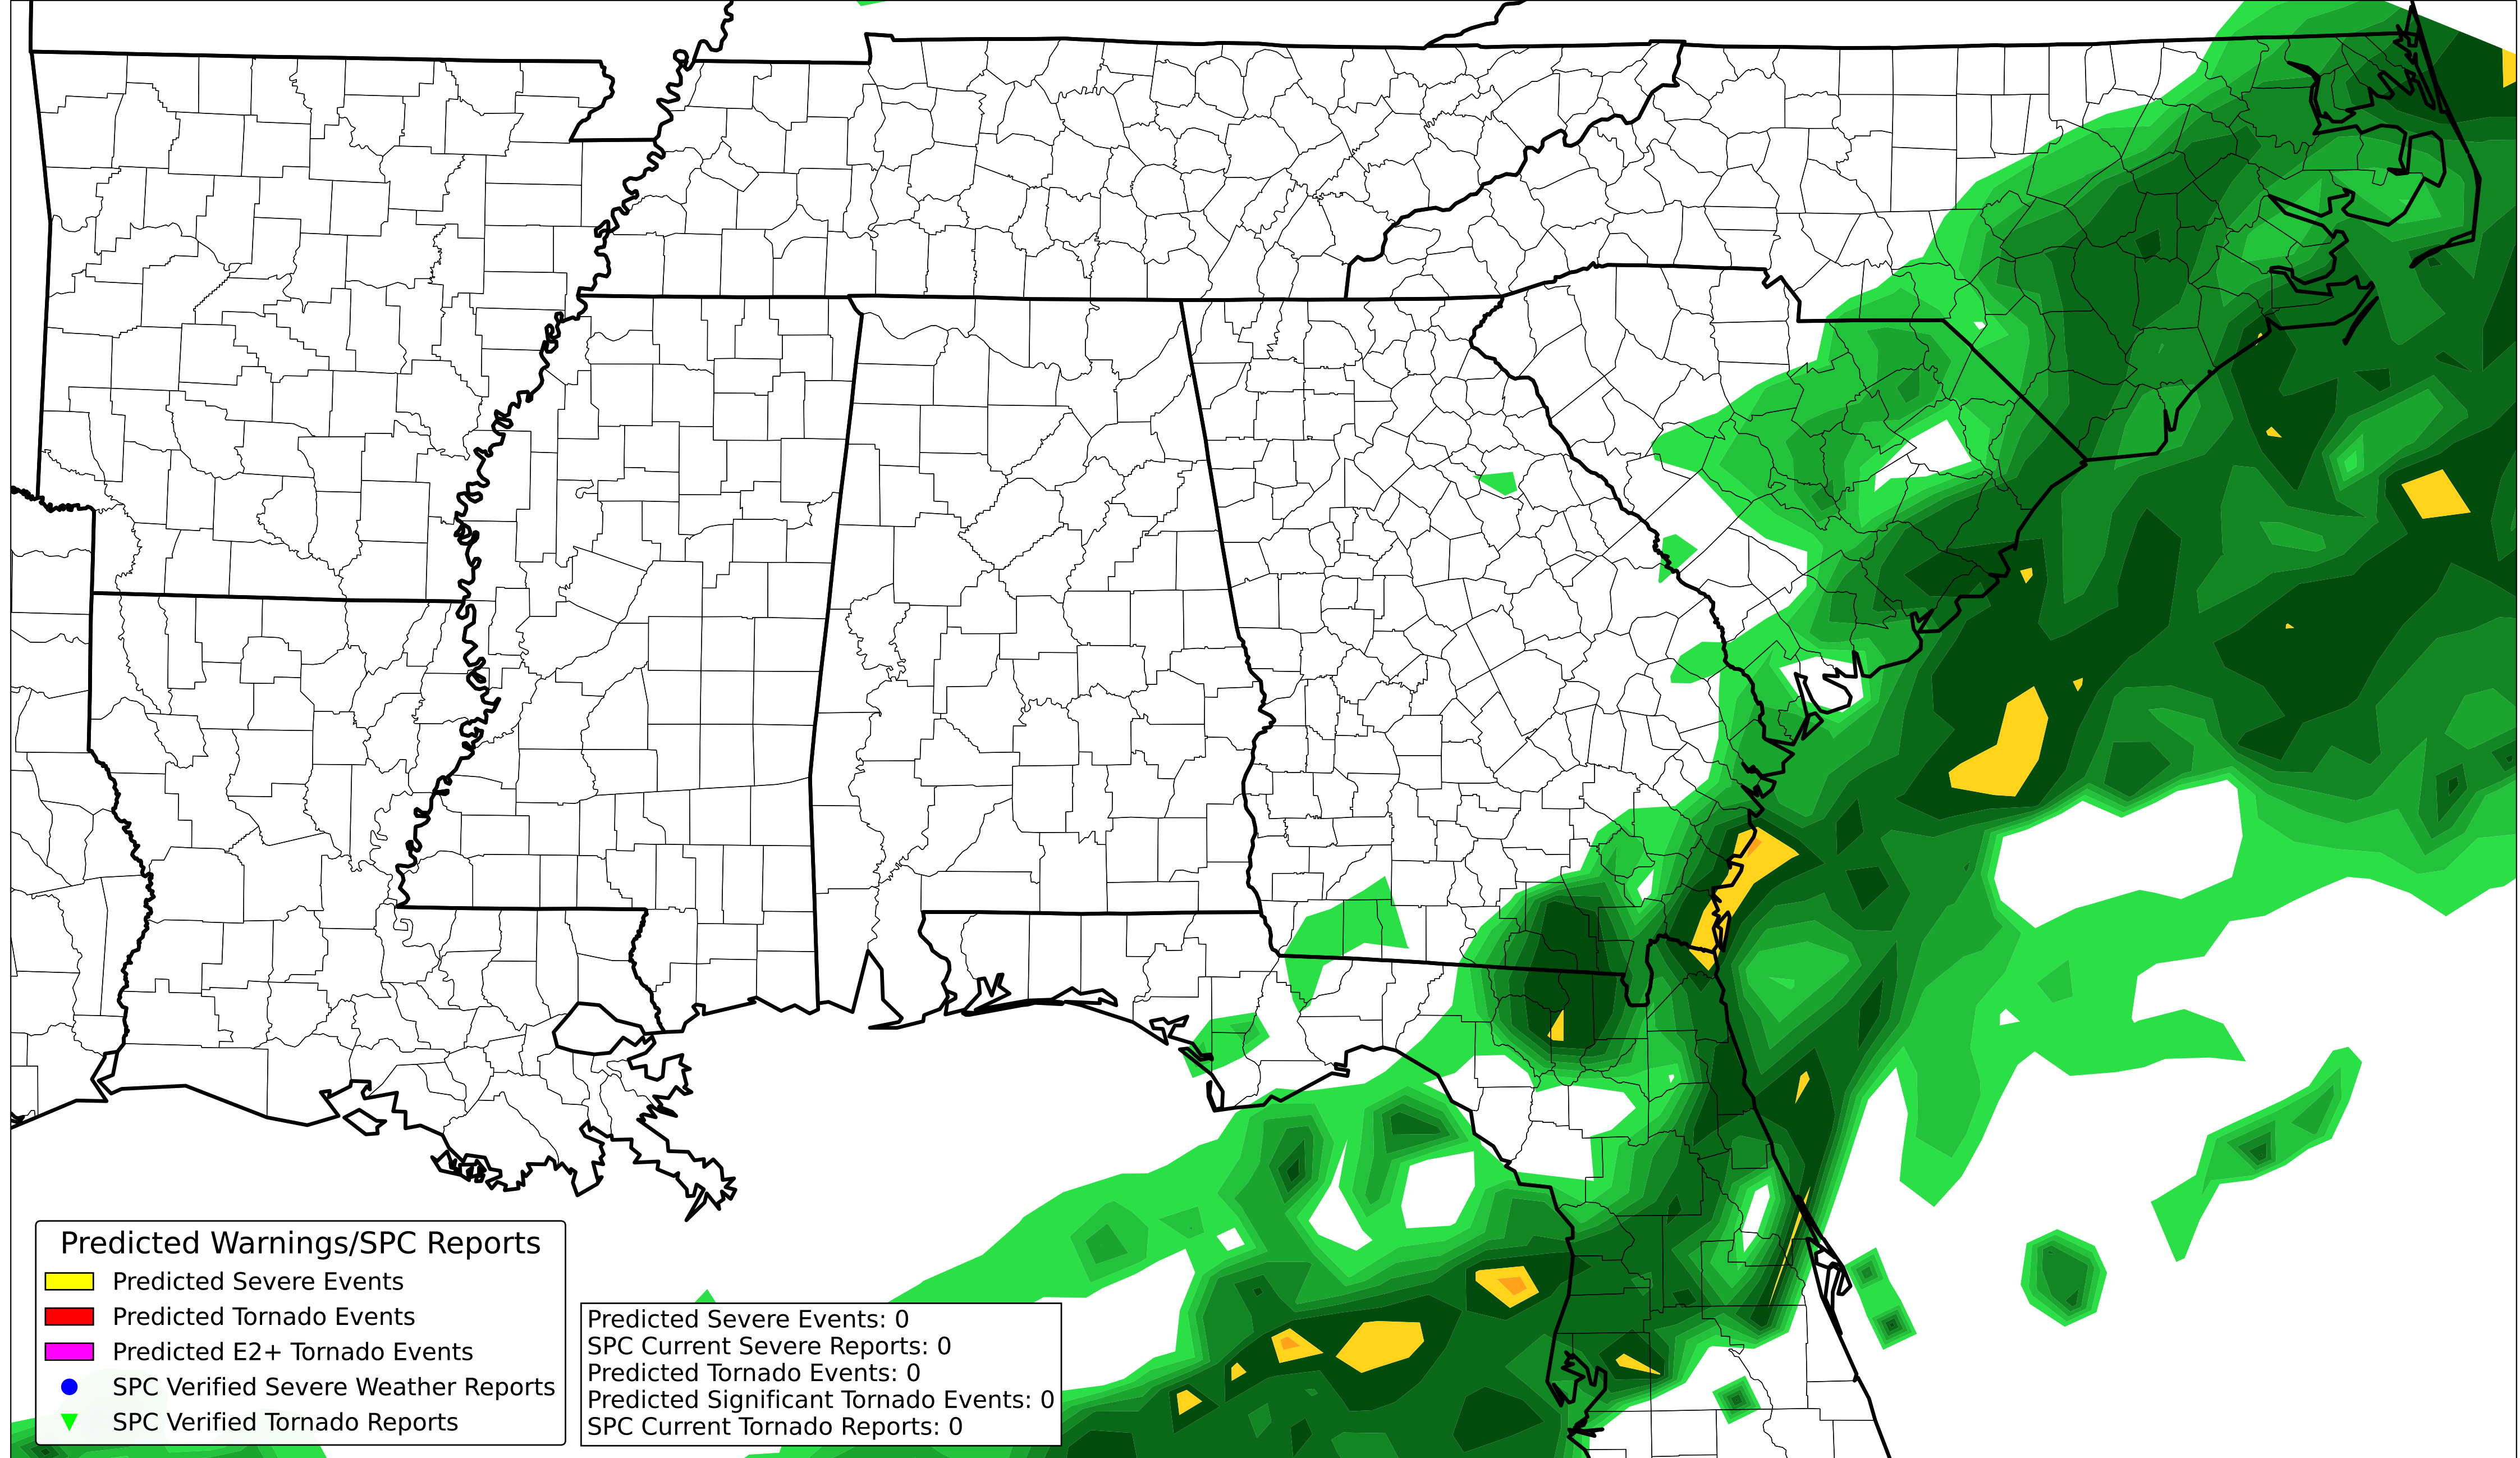 Predicted Warnings/SPC Reports
Predicted Severe Events
Predicted Tornado Events
Predicted E2+ Tornado Events
SPC Verified Severe Weather Reports
SPC Verified Tornado Reports
Predicted Severe Events: 0
SPC Current Severe Reports: 0
Predicted Tornado Events: 0
Predicted Significant Tornado Events: 0
SPC Current Tornado Reports: 0